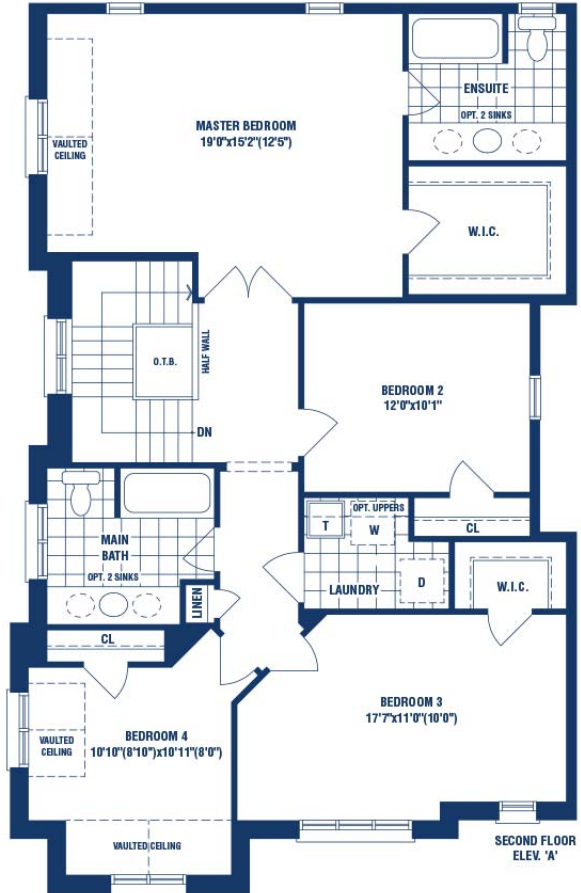 ENSUITE
OPT. 2 SINKS
MASTER BEDROOM
19'0"x15'2"(12'5")
VAULTED
CEILING
W.I.C.
O.T.B.
HALF WALL
DN
BEDROOM 2
12'0"x10'1"
CL
OPT. UPPERS
T
W
D
LAUNDRY
W.I.C.
MAIN
BATH
OPT. 2 SINKS
LINEN
CL
BEDROOM 3
17'7"x11'0"(10'0")
BEDROOM 4
10'10"(8'10")x10'11"(8'0")
VAULTED
CEILING
VAULTED CEILING
SECOND FLOOR
ELEV. 'A'